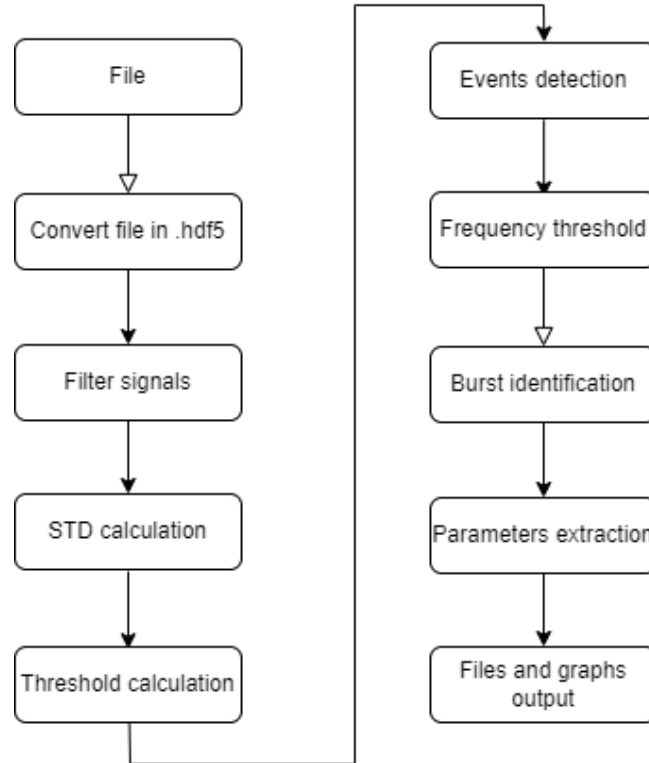 File
Convert file in .hdf5
Filter signals
STD calculation
Threshold calculation
Events detection
Frequency threshold
Burst identification
Parameters extraction
Files and graphs
output